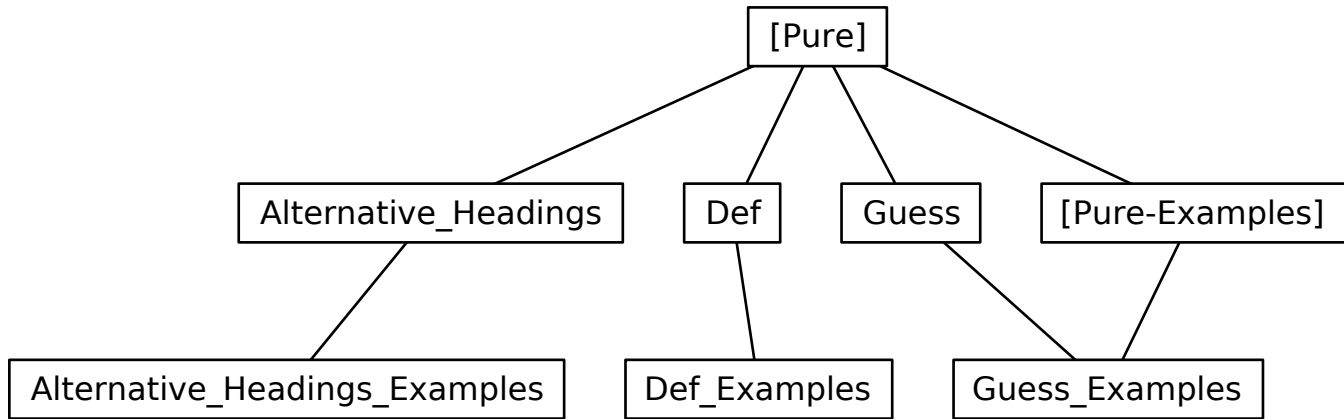 [Pure]
Alternative_Headings
Def
Guess
[Pure-Examples]
Alternative_Headings_Examples
Def_Examples
Guess_Examples